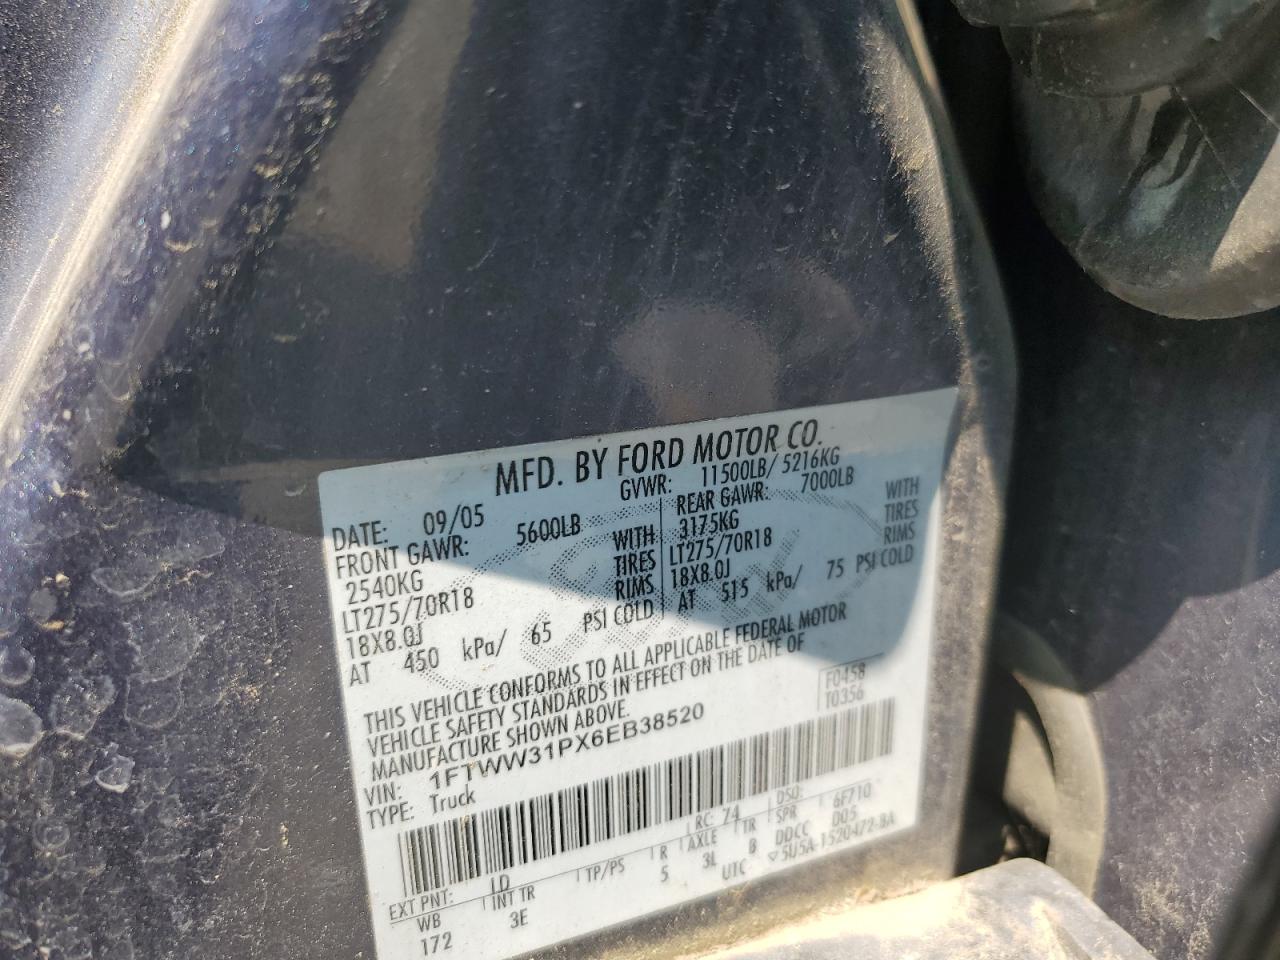 MFD. BY FORD MOTOR CO.
DATE: 09/05 GVWR: 11500LB/ 5216KG
FRONT GAWR: 5600LB REAR GAWR: 7000LB
2540KG WITH 3175KG WITH
LT275/70R18 TIRES LT275/70R18 TIRES
18X8.0J RIMS 18X8.0J RIMS
AT 450 kPa/ 65 PSI COLD AT 515 kPa/ 75 PSI COLD
THIS VEHICLE CONFORMS TO ALL APPLICABLE FEDERAL MOTOR
VEHICLE SAFETY STANDARDS IN EFFECT ON THE DATE OF
MANUFACTURE SHOWN ABOVE.
F0458
T0356
VIN: 1FTWW31PX6EB38520
TYPE: Truck
EXT PNT: LD RC: 74 DSO:
WB INT TR TP/PS R AXLE TR SPR 6F710
172 3E 5 3L B DDCC D05
UTC ▽5U5A-1520472-BA